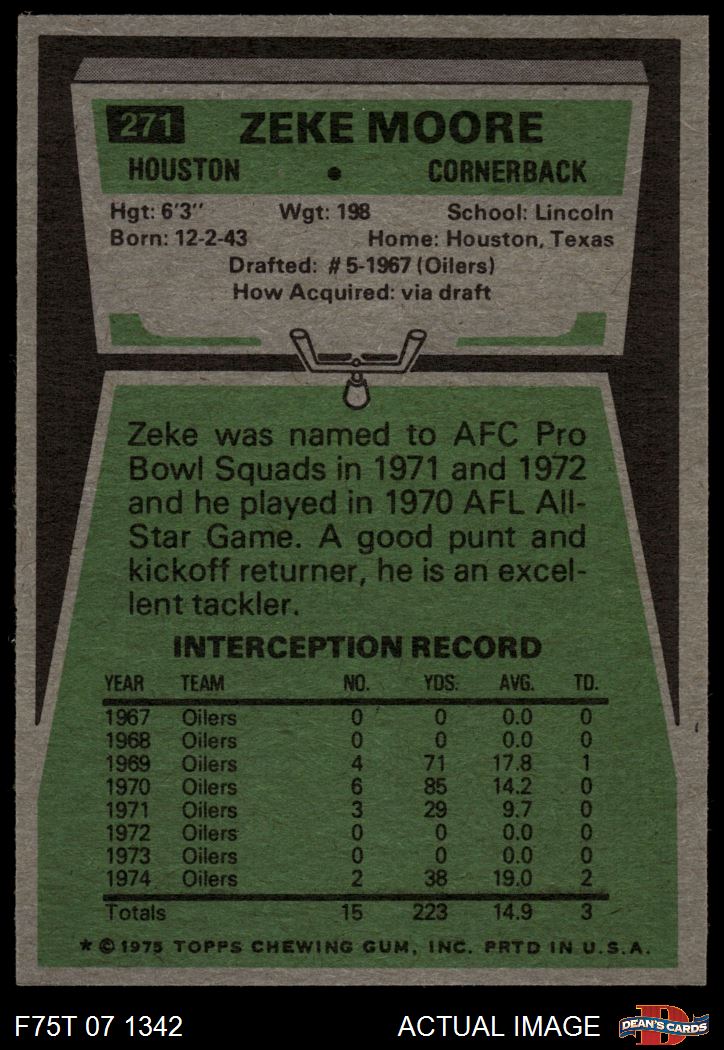 271 ZEKE MOORE
HOUSTON • CORNERBACK
Hgt: 6'3" Wgt: 198 School: Lincoln
Born: 12-2-43 Home: Houston, Texas
Drafted: #5-1967 (Oilers)
How Acquired: via draft
Zeke was named to AFC Pro
Bowl Squads in 1971 and 1972
and he played in 1970 AFL All-
Star Game. A good punt and
kickoff returner, he is an excel-
lent tackler.
INTERCEPTION RECORD
YEAR TEAM NO. YDS. AVG. TD.
1967 Oilers 0 0 0.0 0
1968 Oilers 0 0 0.0 0
1969 Oilers 4 71 17.8 1
1970 Oilers 6 85 14.2 0
1971 Oilers 3 29 9.7 0
1972 Oilers 0 0 0.0 0
1973 Oilers 0 0 0.0 0
1974 Oilers 2 38 19.0 2
Totals 15 223 14.9 3
* © 1975 TOPPS CHEWING GUM, INC. PRTD IN U.S.A.
F75T 07 1342 ACTUAL IMAGE D DEAN'S CARDS